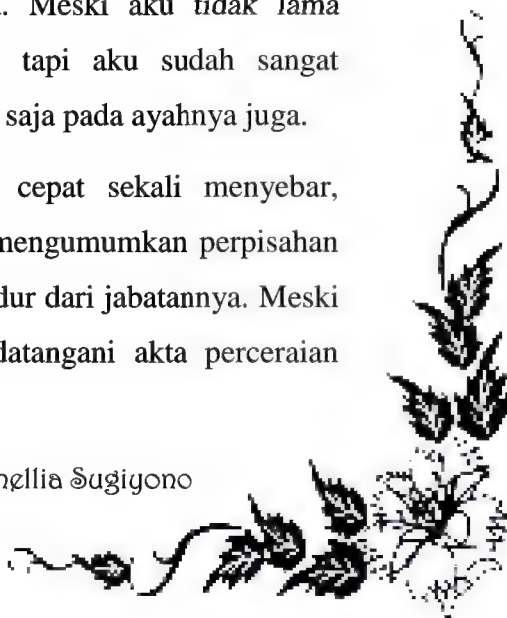 . Meski aku tidak lama
tapi aku sudah sangat
saja pada ayahnya juga.
cepat sekali menyebar,
mengumumkan perpisahan
dur dari jabatannya. Meski
datangani akta perceraian
ellia Sugiyono